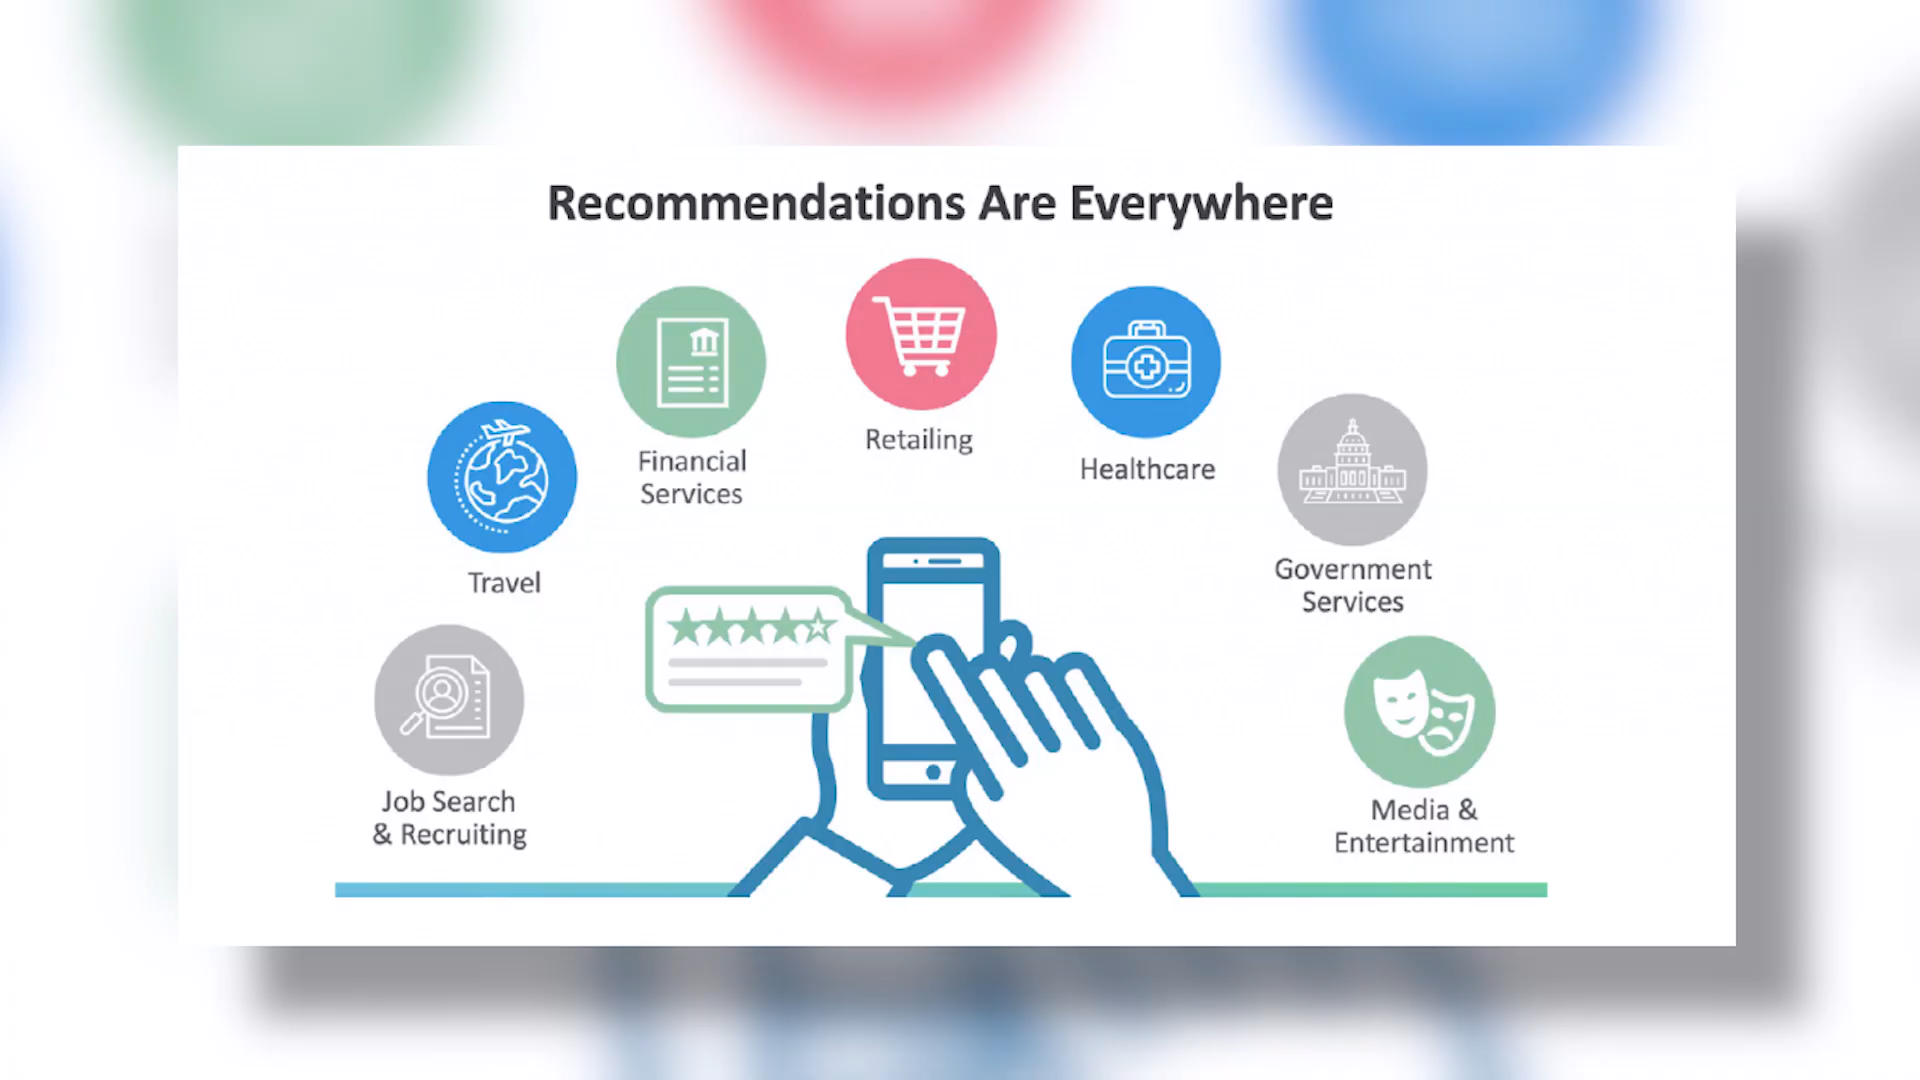 Recommendations Are Everywhere
Retailing
Financial
Services
Healthcare
Travel
Government
Services
Job Search
& Recruiting
Media &
Entertainment